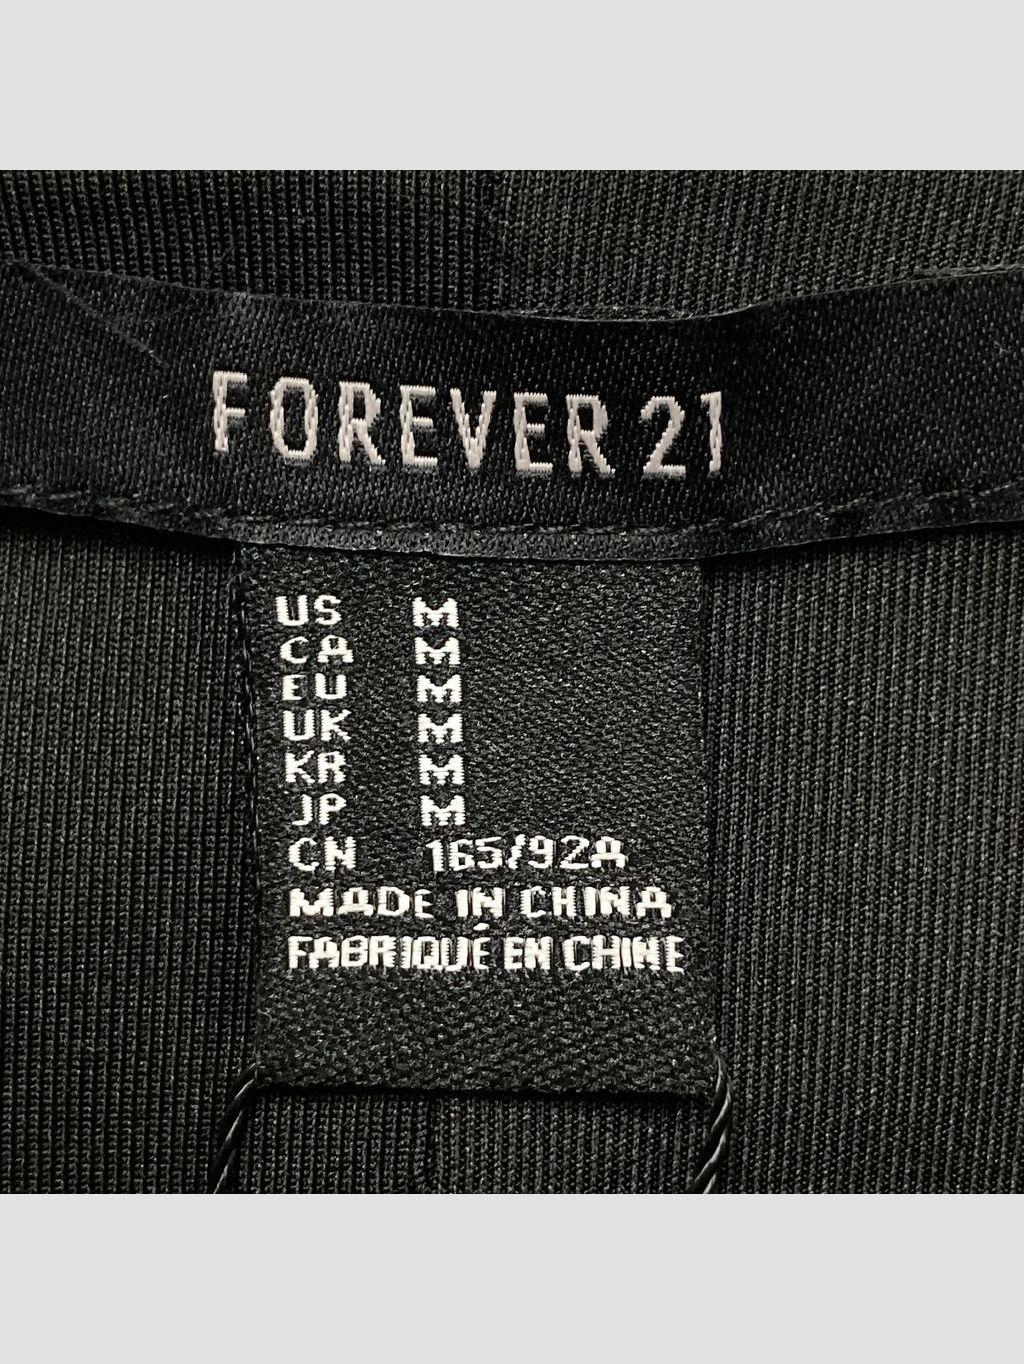 FOREVER 21
US M
CA M
EU M
UK M
KR M
JP M
CN 165/92A
MADE IN CHINA
FABRIQUÉ EN CHINE